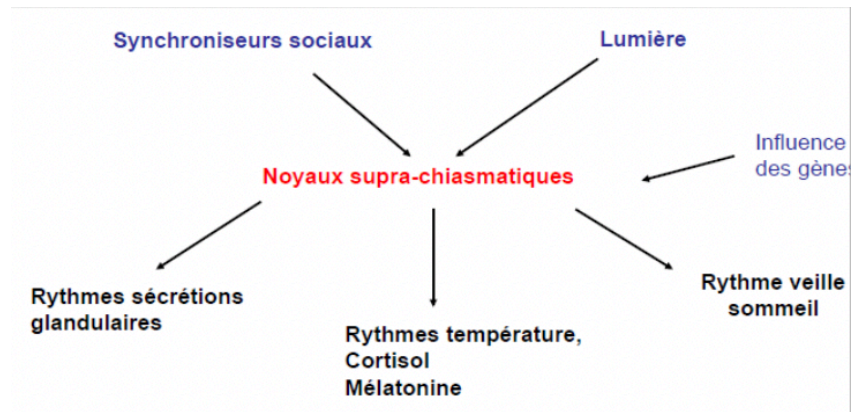 Synchroniseurs sociaux
Lumière
Influence
des gènes
Noyaux supra-chiasmatiques
Rythmes sécrétions
glandulaires
Rythmes température,
Cortisol
Mélatonine
Rythme veille
sommeil